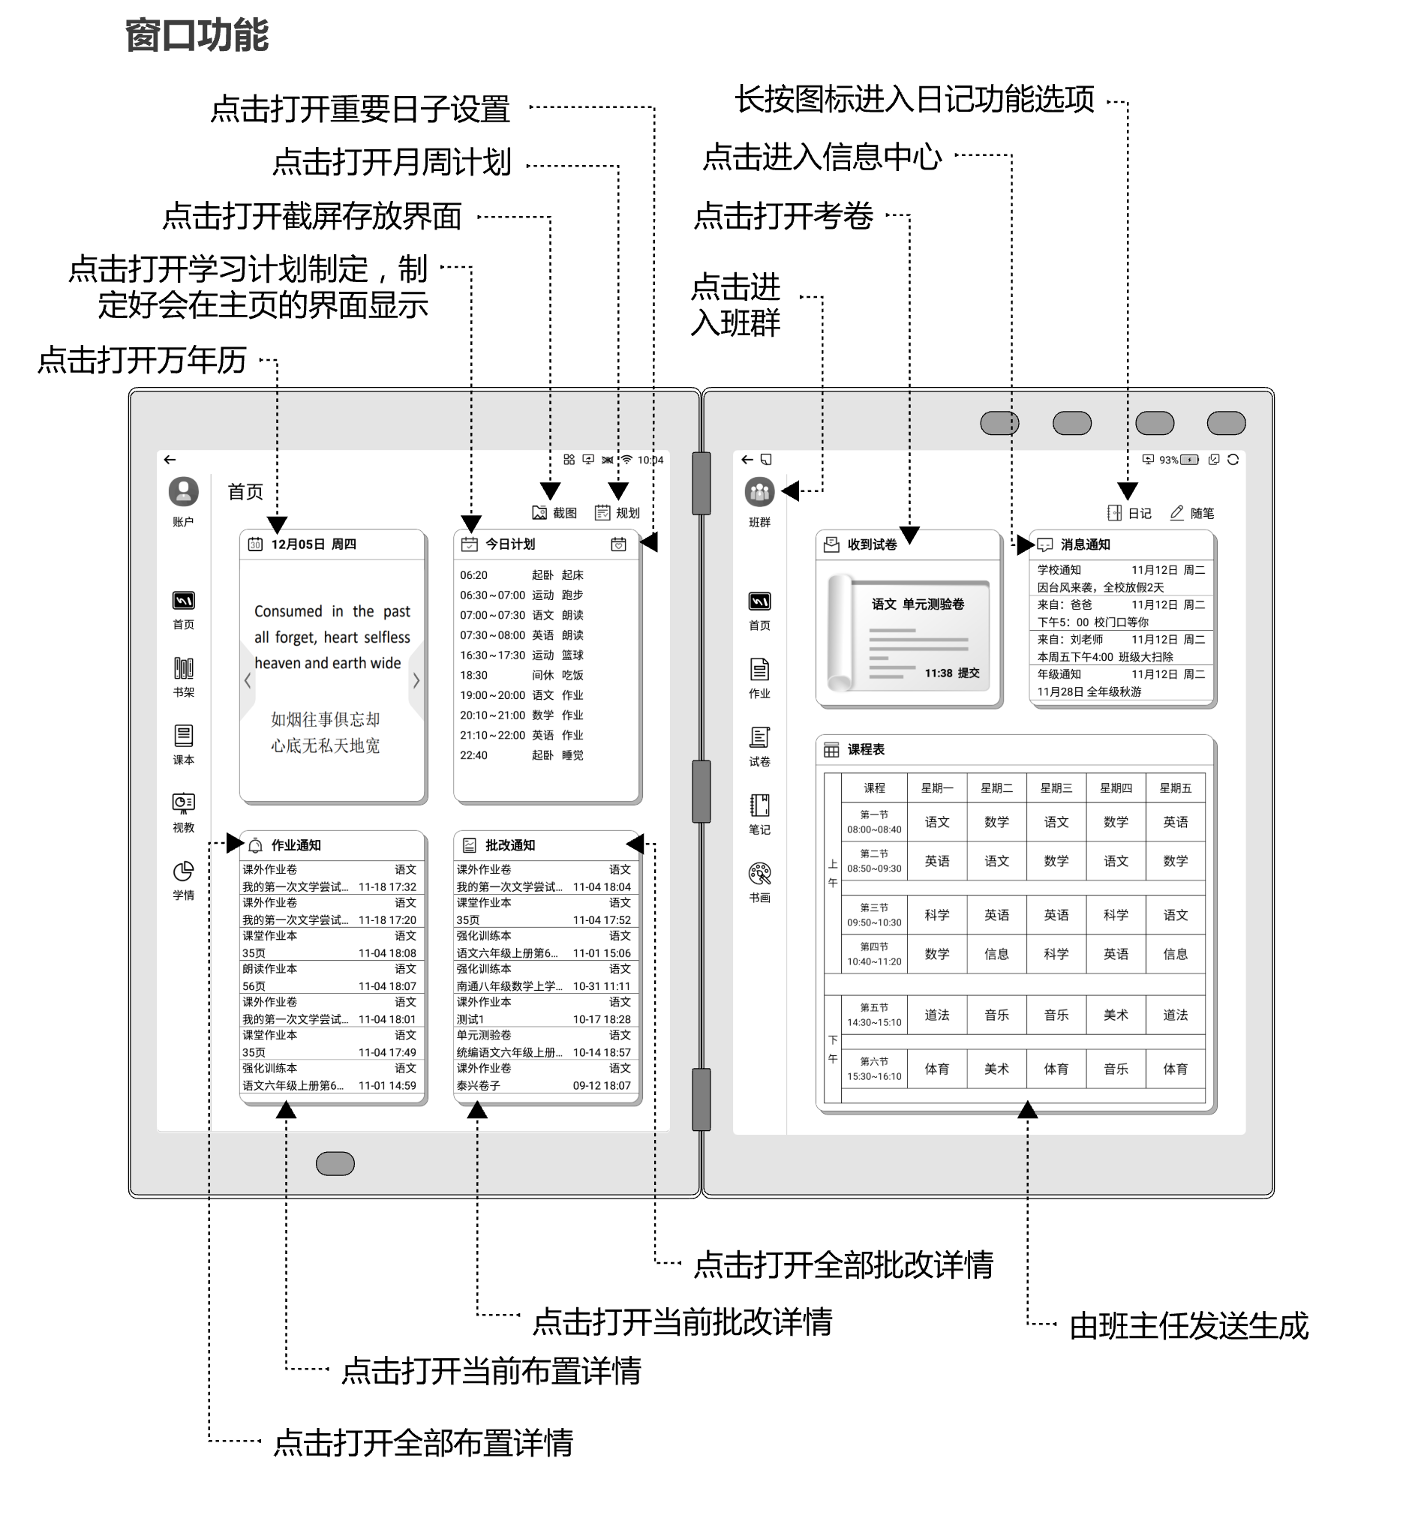 窗口功能
点击打开重要日子设置
点击打开月周计划
点击打开截屏存放界面
点击打开学习计划制定，制
定好会在主页的界面显示
点击打开万年历
长按图标进入日记功能选项
点击进入信息中心
点击打开考卷
点击进
入班群
10:04
账户
首页
截图
规划
12月05日 周四
Consumed in the past
all forget, heart selfless
heaven and earth wide
如烟往事俱忘却
心底无私天地宽
今日计划
06:20 起卧 起床
06:30～07:00 运动 跑步
07:00～07:30 语文 朗读
07:30～08:00 英语 朗读
16:30～17:30 运动 篮球
18:30 间休 吃饭
19:00～20:00 语文 作业
20:10～21:00 数学 作业
21:10～22:00 英语 作业
22:40 起卧 睡觉
首页
书架
课本
视教
学情
作业通知
课外作业卷 语文
我的第一次文学尝试... 11-18 17:32
课外作业卷 语文
我的第一次文学尝试... 11-18 17:20
课堂作业本 语文
35页 11-04 18:08
朗读作业本 语文
56页 11-04 18:07
课外作业卷 语文
我的第一次文学尝试... 11-04 18:01
课堂作业本 语文
35页 11-04 17:49
强化训练本 语文
语文六年级上册第6... 11-01 14:59
批改通知
课外作业卷 语文
我的第一次文学尝试... 11-04 18:04
课堂作业本 语文
35页 11-04 17:52
强化训练本 语文
语文六年级上册第6... 11-01 15:06
强化训练本 语文
南通八年级数学上学... 10-31 11:11
课外作业本 语文
测试1 10-17 18:28
单元测验卷 语文
统编语文六年级上册... 10-14 18:57
课外作业卷 语文
泰兴卷子 09-12 18:07
93%
班群
日记
随笔
收到试卷
语文 单元测验卷
11:38 提交
消息通知
学校通知 11月12日 周二
因台风来袭，全校放假2天
来自：爸爸 11月12日 周二
下午5：00 校门口等你
来自：刘老师 11月12日 周二
本周五下午4:00 班级大扫除
年级通知 11月12日 周二
11月28日 全年级秋游
首页
作业
试卷
笔记
书画
课程表
课程 星期一 星期二 星期三 星期四 星期五
上午
第一节
08:00~08:40 语文 数学 语文 数学 英语
第二节
08:50~09:30 英语 语文 数学 语文 数学
第三节
09:50~10:30 科学 英语 英语 科学 语文
第四节
10:40~11:20 数学 信息 科学 英语 信息
下午
第五节
14:30~15:10 道法 音乐 音乐 美术 道法
第六节
15:30~16:10 体育 美术 体育 音乐 体育
点击打开全部批改详情
点击打开当前批改详情
由班主任发送生成
点击打开当前布置详情
点击打开全部布置详情